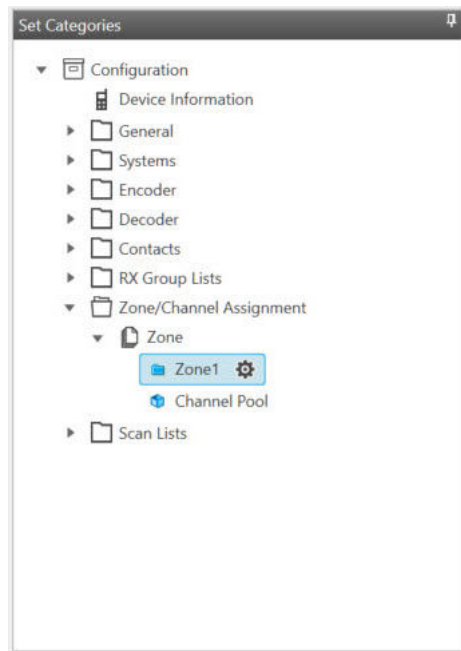 Set Categories
Configuration
Device Information
General
Systems
Encoder
Decoder
Contacts
RX Group Lists
Zone/Channel Assignment
Zone
Zone1
Channel Pool
Scan Lists